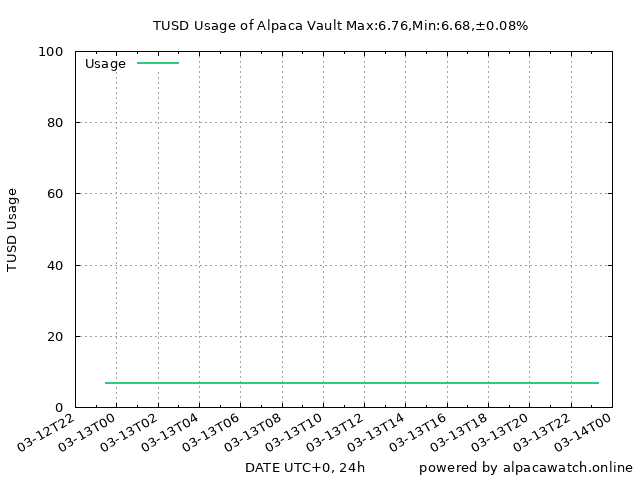 TUSD Usage of Alpaca Vault Max:6.76,Min:6.68,±0.08%
100
Usage
80
60
40
20
0
TUSD Usage
03-12T22
03-13T00
03-13T02
03-13T04
03-13T06
03-13T08
03-13T10
03-13T12
03-13T14
03-13T16
03-13T18
03-13T20
03-13T22
03-14T00
DATE UTC+0, 24h
powered by alpacawatch.online